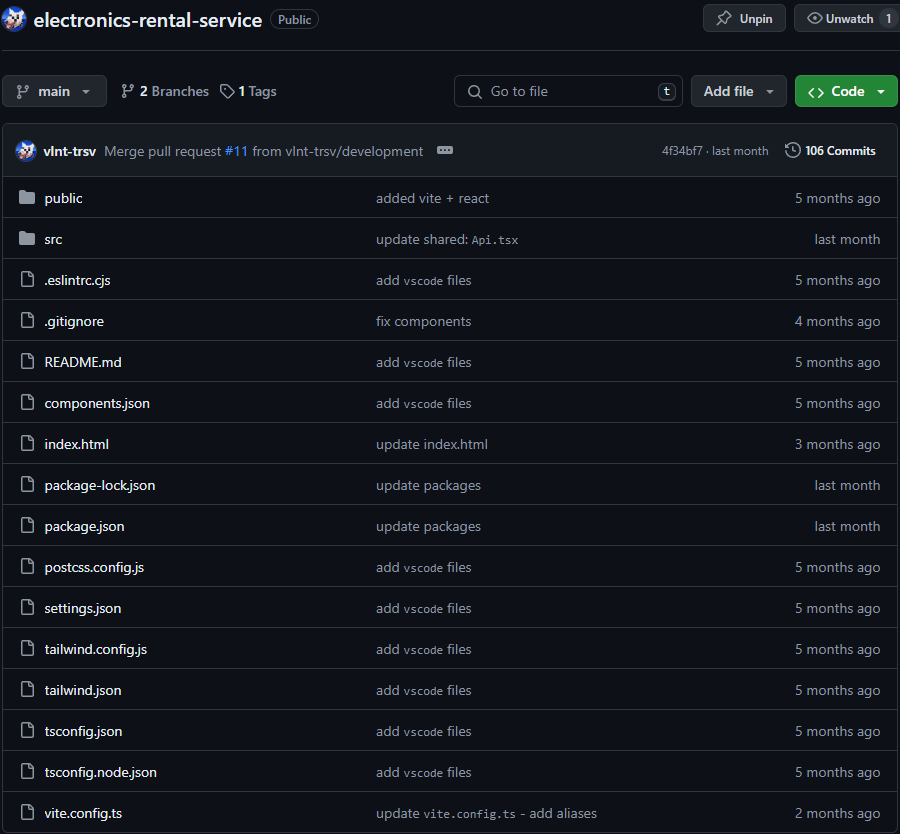 electronics-rental-service Public Unpin Unwatch 1
main 2 Branches 1 Tags Go to file t Add file Code
vlnt-trsv Merge pull request #11 from vlnt-trsv/development 4f34bf7 · last month 106 Commits
public added vite + react 5 months ago
src update shared: Api.tsx last month
.eslintrc.cjs add vscode files 5 months ago
.gitignore fix components 4 months ago
README.md add vscode files 5 months ago
components.json add vscode files 5 months ago
index.html update index.html 3 months ago
package-lock.json update packages last month
package.json update packages last month
postcss.config.js add vscode files 5 months ago
settings.json add vscode files 5 months ago
tailwind.config.js add vscode files 5 months ago
tailwind.json add vscode files 5 months ago
tsconfig.json add vscode files 5 months ago
tsconfig.node.json add vscode files 5 months ago
vite.config.ts update vite.config.ts - add aliases 2 months ago